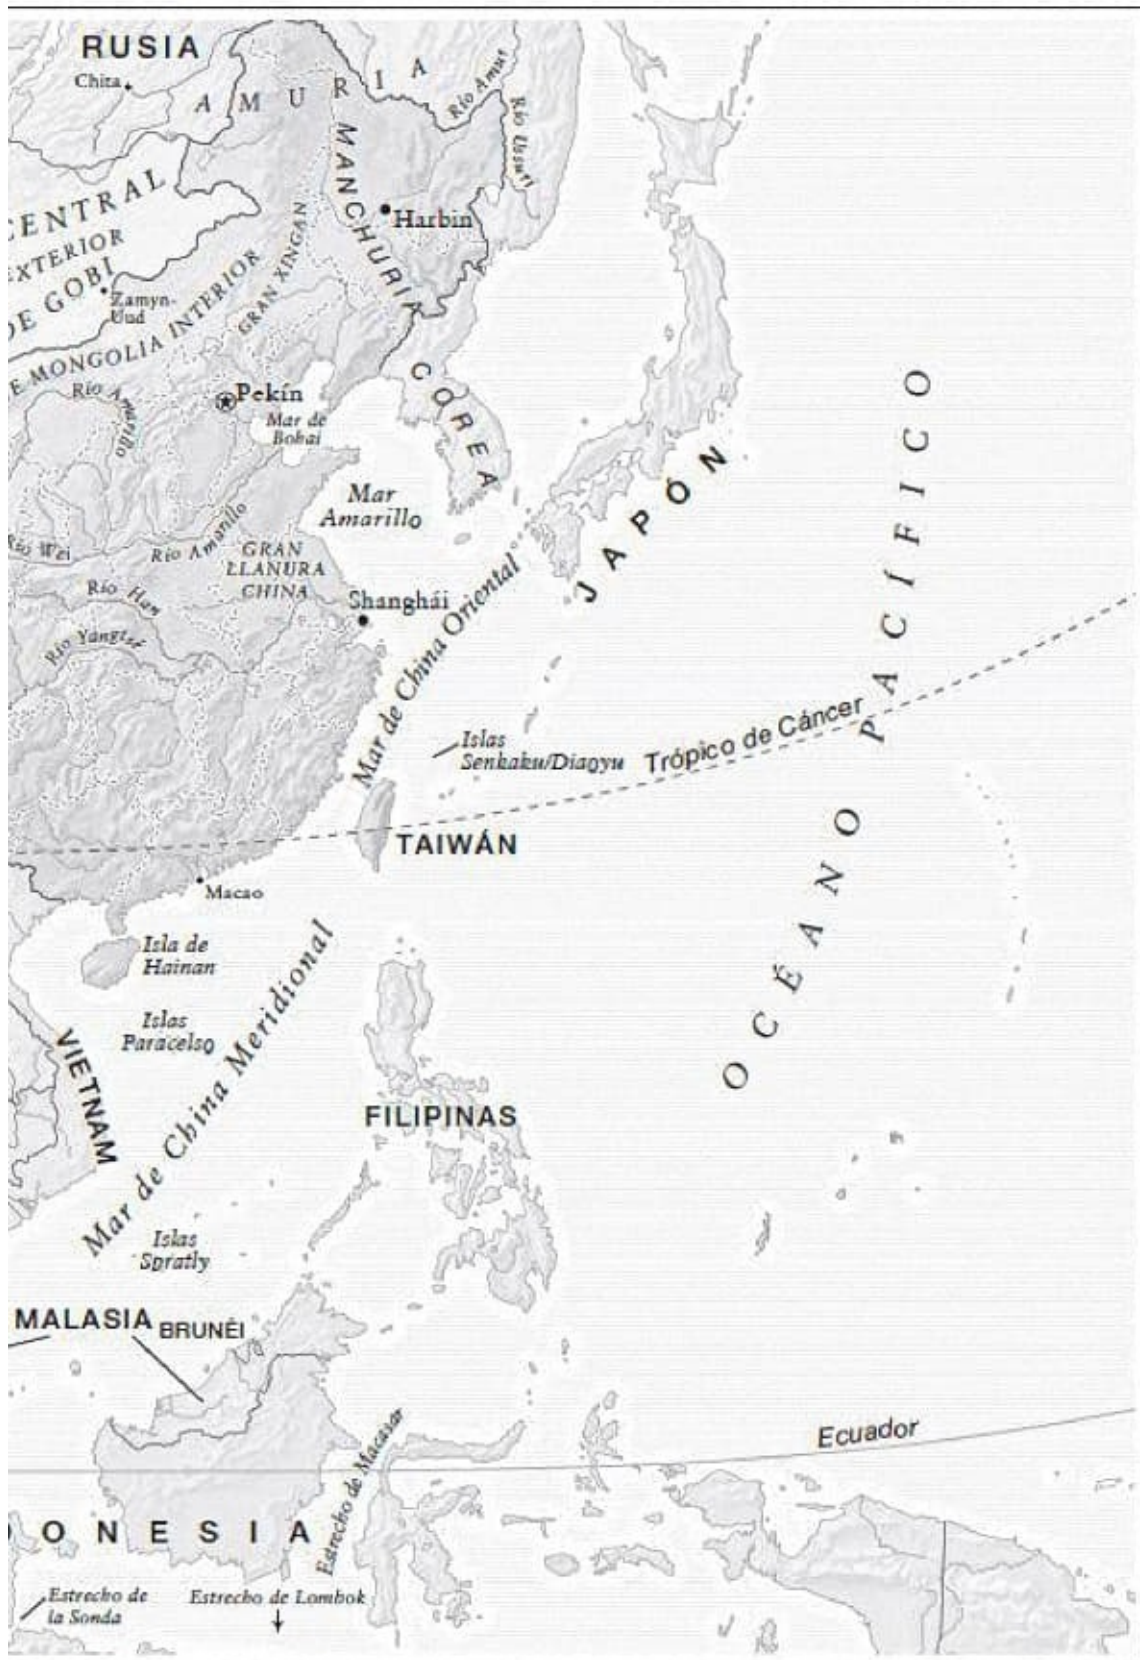 RUSIA
Chita
AMURIA
Río Amur
Río Ussuri
MANCHURIA
CENTRAL
EXTERIOR
DE GOBI
Harbin
GRAN XINGAN
Zamyn-
Uud
E MONGOLIA INTERIOR
COREA
Río Amarillo
Pekín
Mar de
Bohai
JAPÓN
Mar
Amarillo
Río Wei
Río Amarillo
GRAN
LLANURA
CHINA
Río Han
Shanghái
Río Yangtsé
Mar de China Oriental
OCÉANO PACÍFICO
Islas
Senkaku/Diaoyu
Trópico de Cáncer
TAIWÁN
Macao
Isla de
Hainan
Islas
Paracelso
VIETNAM
Mar de China Meridional
FILIPINAS
Islas
Spratly
MALASIA
BRUNÉI
Ecuador
Estrecho de Macasar
ONESIA
Estrecho de
la Sonda
Estrecho de Lombok